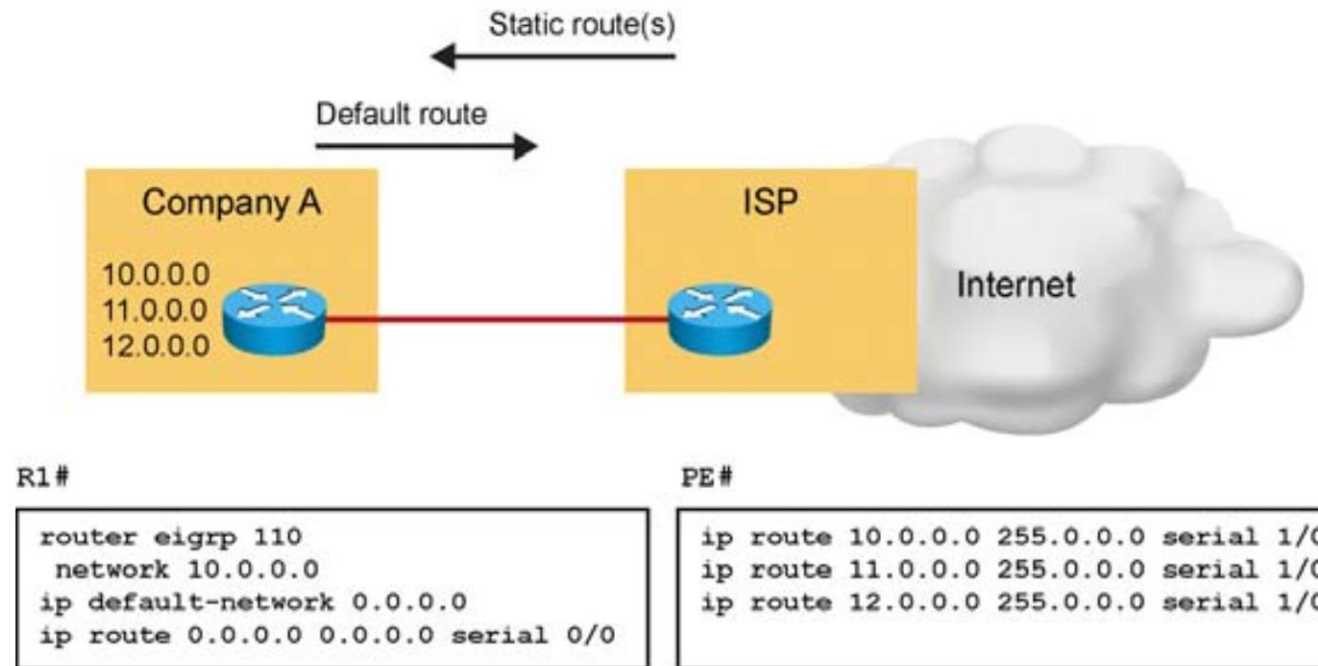 Static route(s)
Default route
Company A
ISP
10.0.0.0
11.0.0.0
12.0.0.0
Internet
R1#
PE#
router eigrp 110
network 10.0.0.0
ip default-network 0.0.0.0
ip route 0.0.0.0 0.0.0.0 serial 0/0
ip route 10.0.0.0 255.0.0.0 serial 1/0
ip route 11.0.0.0 255.0.0.0 serial 1/0
ip route 12.0.0.0 255.0.0.0 serial 1/0